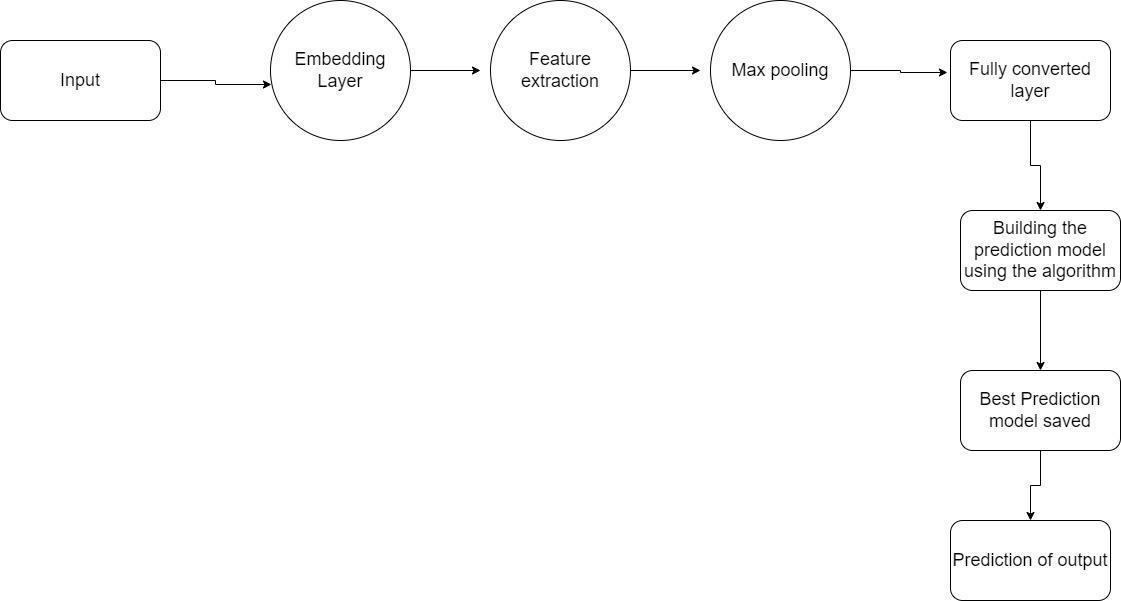 Input
Embedding
Layer
Feature
extraction
Max pooling
Fully converted
layer
Building the
prediction model
using the algorithm
Best Prediction
model saved
Prediction of output